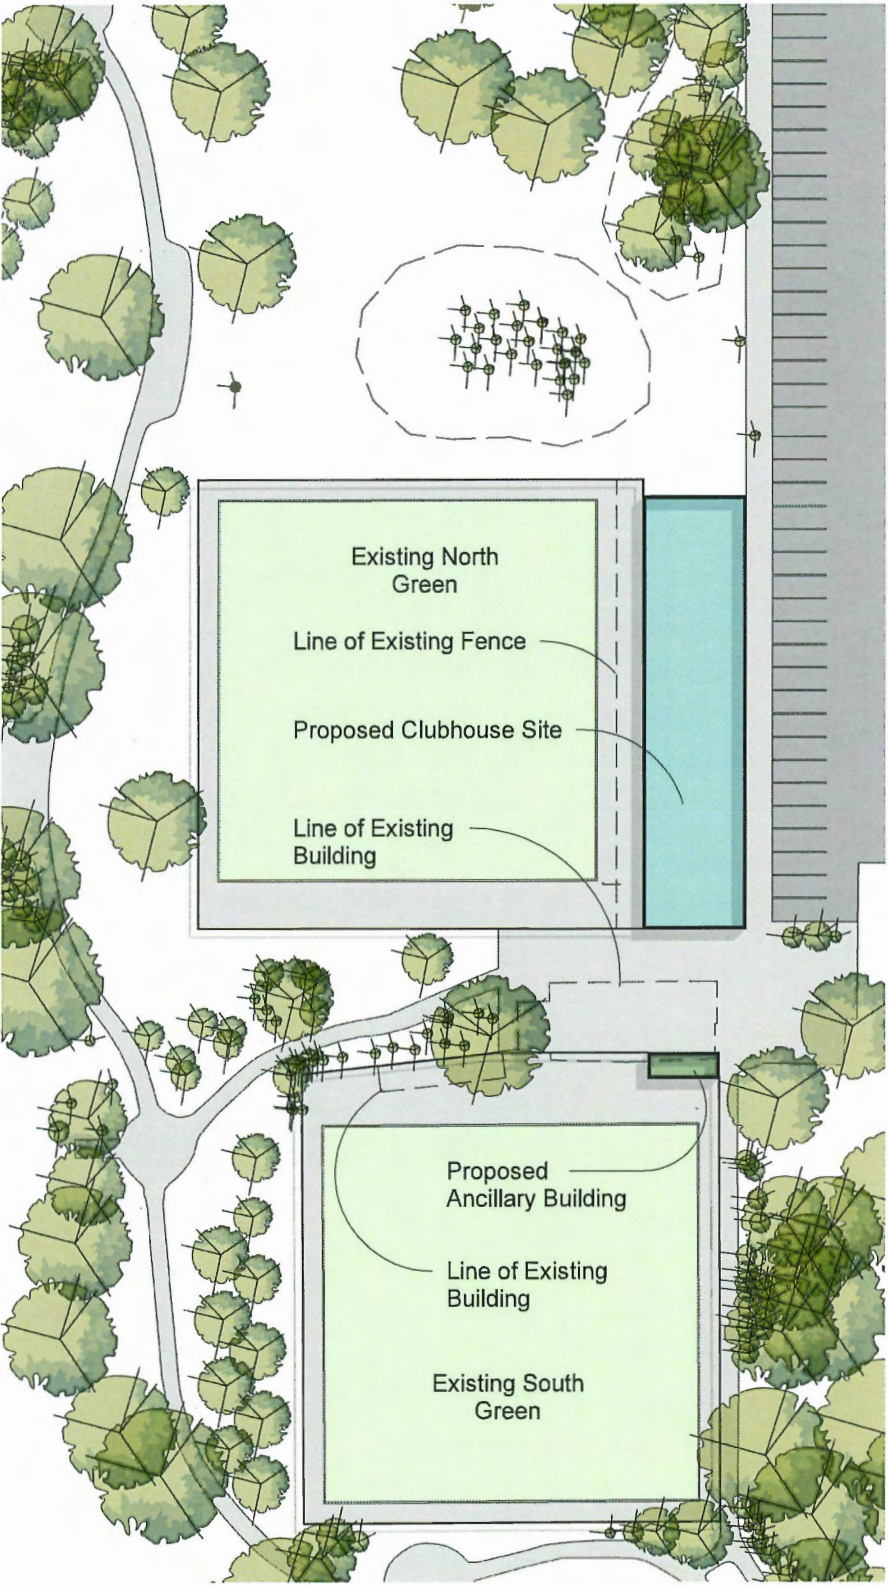 Existing North
Green
Line of Existing Fence
Proposed Clubhouse Site
Line of Existing
Building
Proposed
Ancillary Building
Line of Existing
Building
Existing South
Green